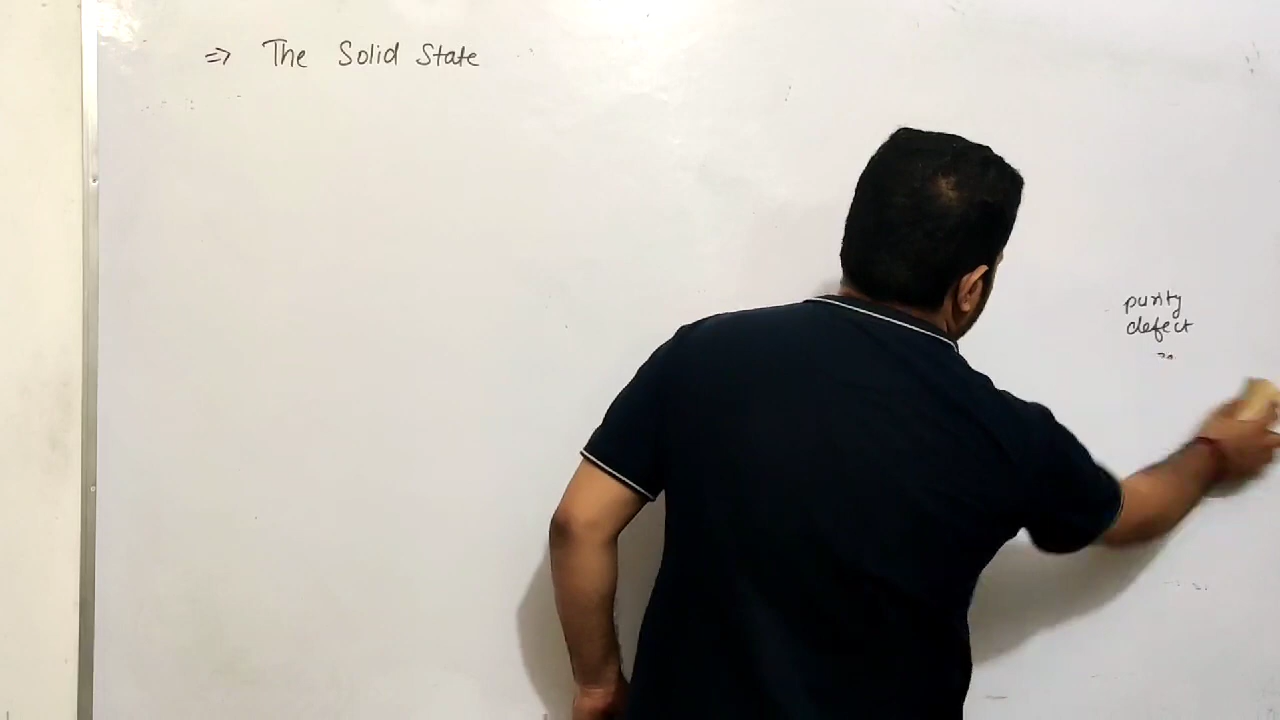 ⇒ The Solid State
purity
defect